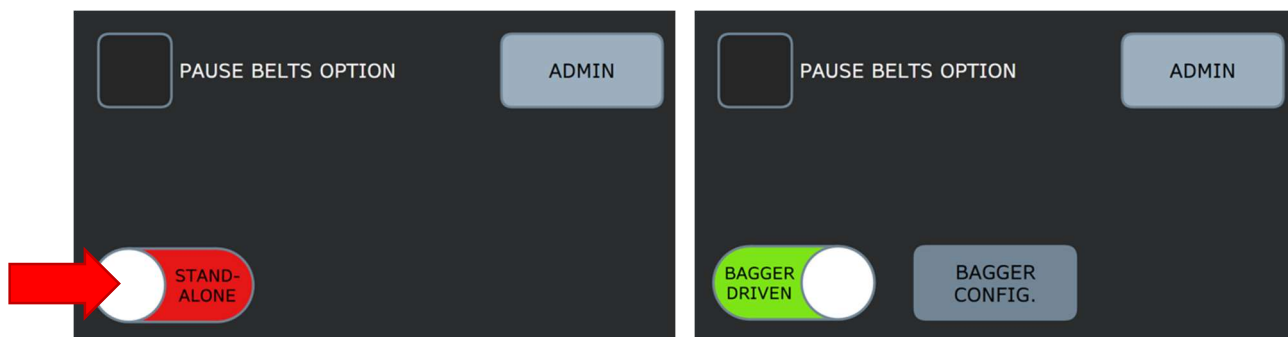 PAUSE BELTS OPTION
ADMIN
STAND-
ALONE
PAUSE BELTS OPTION
ADMIN
BAGGER
DRIVEN
BAGGER
CONFIG.